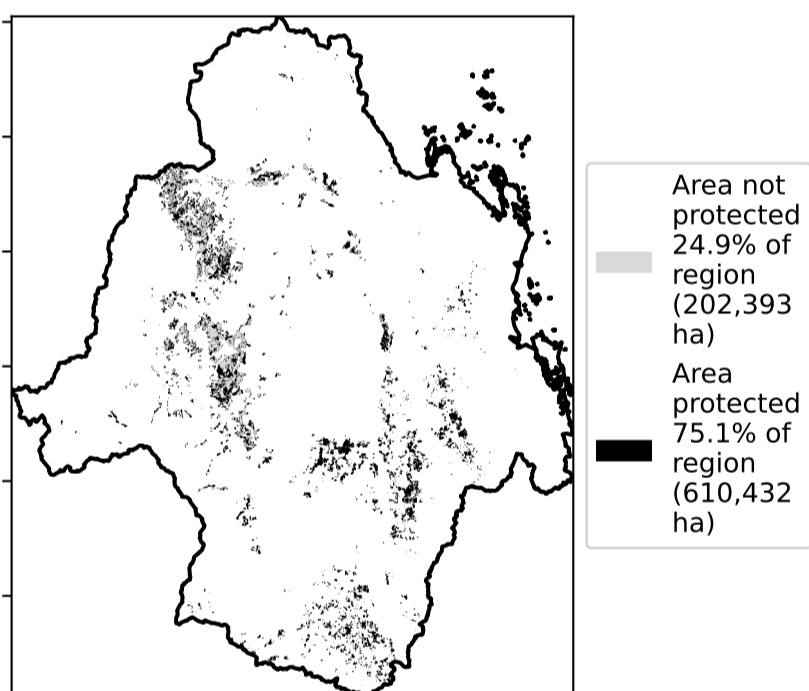 Area not
protected
24.9% of
region
(202,393
ha)
Area
protected
75.1% of
region
(610,432
ha)